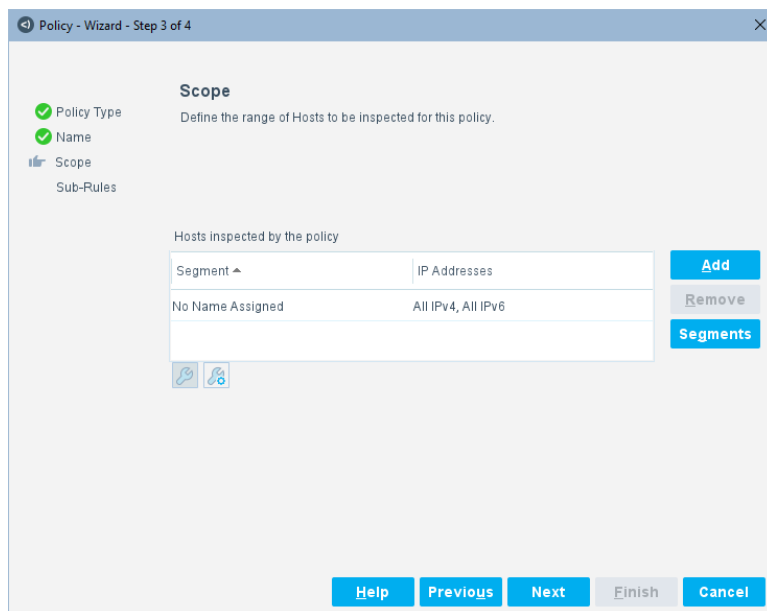 Policy - Wizard - Step 3 of 4
Policy Type
Name
Scope
Sub-Rules
Scope
Define the range of Hosts to be inspected for this policy.
Hosts inspected by the policy
Segment IP Addresses
No Name Assigned All IPv4, All IPv6
Add
Remove
Segments
Help Previous Next Finish Cancel